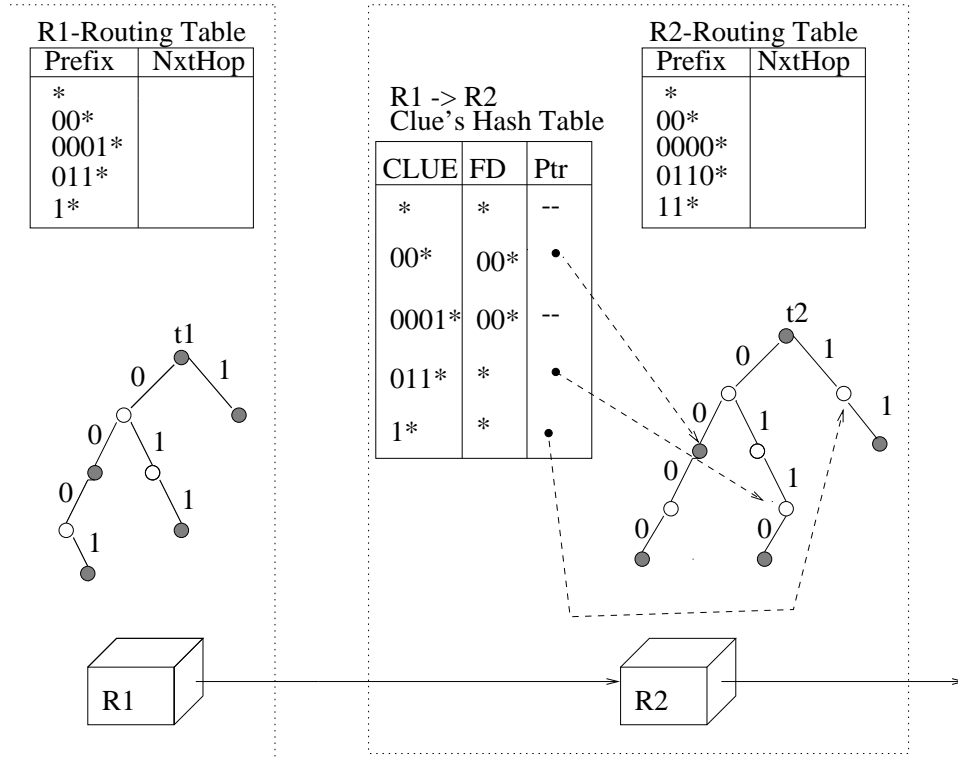 R1-Routing Table
Prefix NxtHop
*
00*
0001*
011*
1*
R1 -> R2
Clue's Hash Table
CLUE FD Ptr
* * --
00* 00*
0001* 00* --
011* *
1* *
R2-Routing Table
Prefix NxtHop
*
00*
0000*
0110*
11*
t1
0 1
0 1
0 1
1
t2
0 1
0 1 1
0 1
0 0
R1
R2